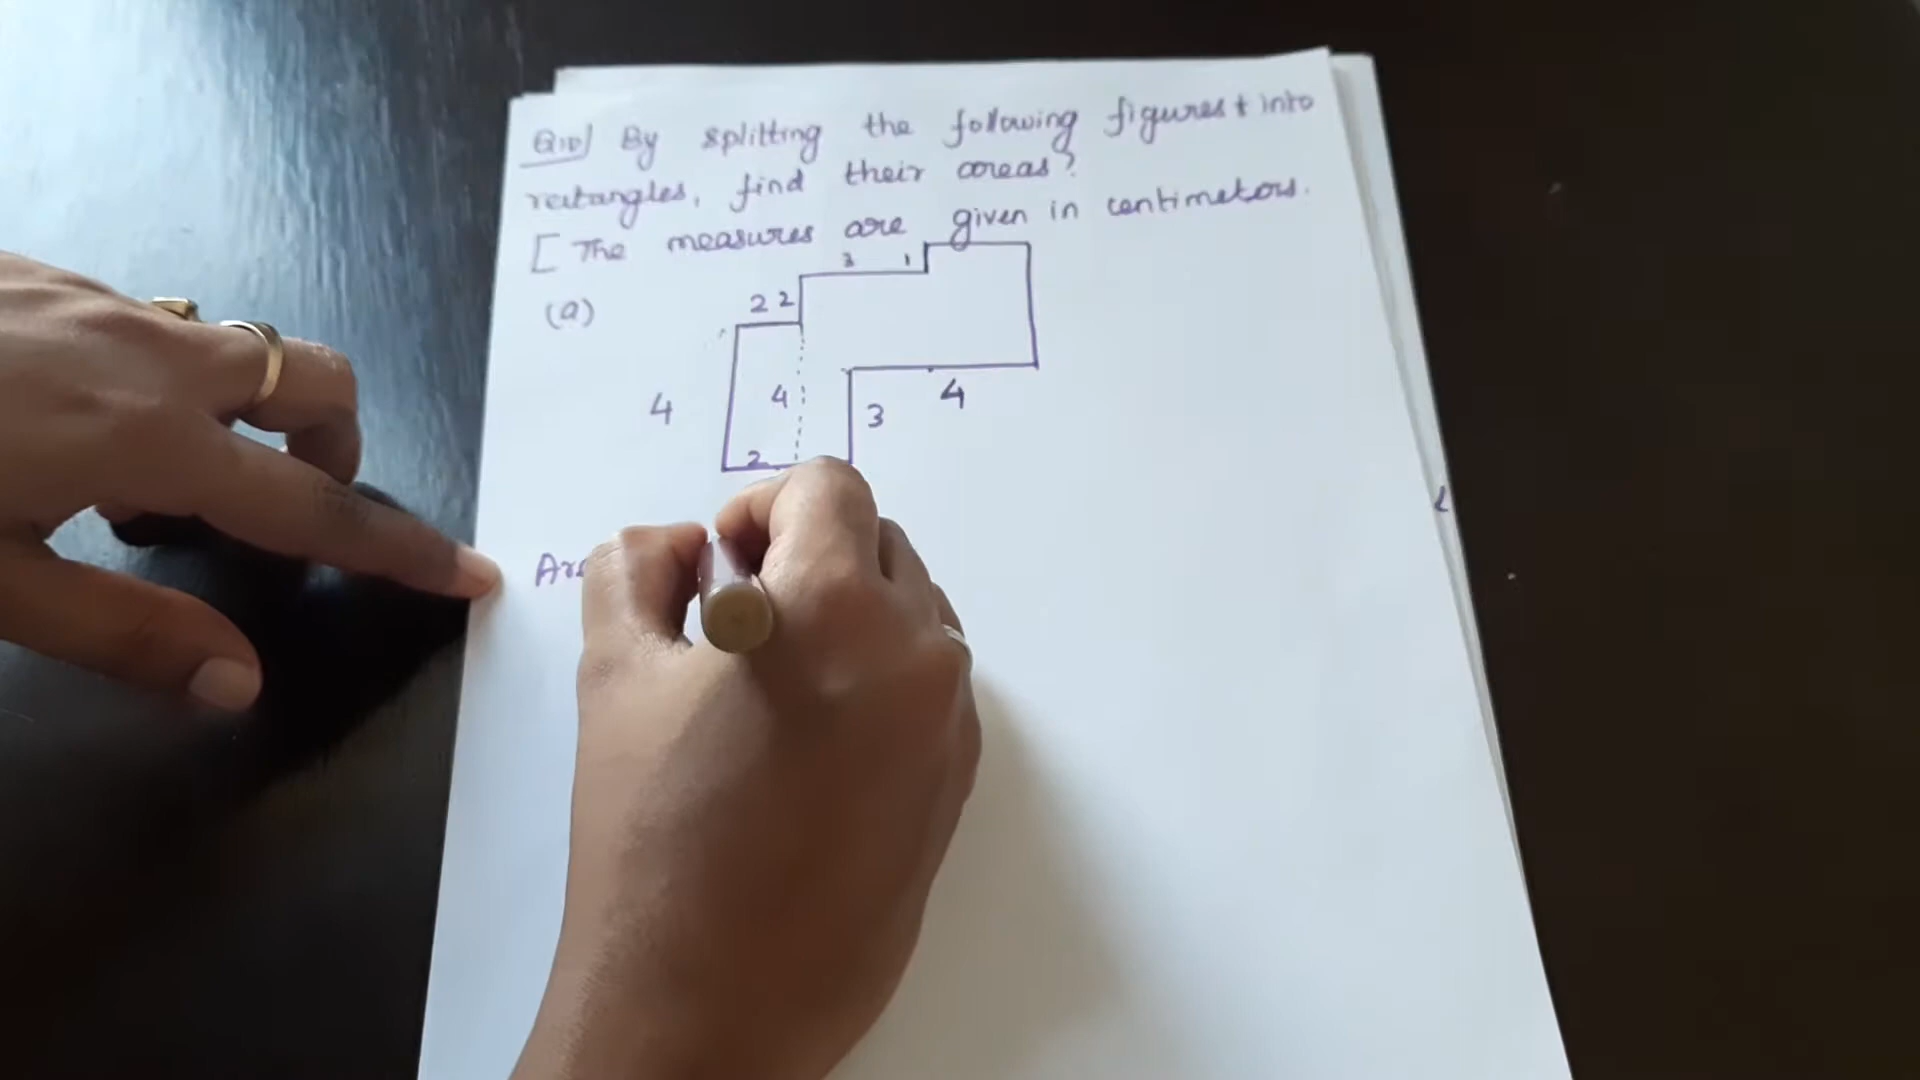 Q10) By splitting the following figures into
rectangles, find their areas?
[ The measures are given in centimeters.
3 1
(a) 2 2
4 4 3 4
2